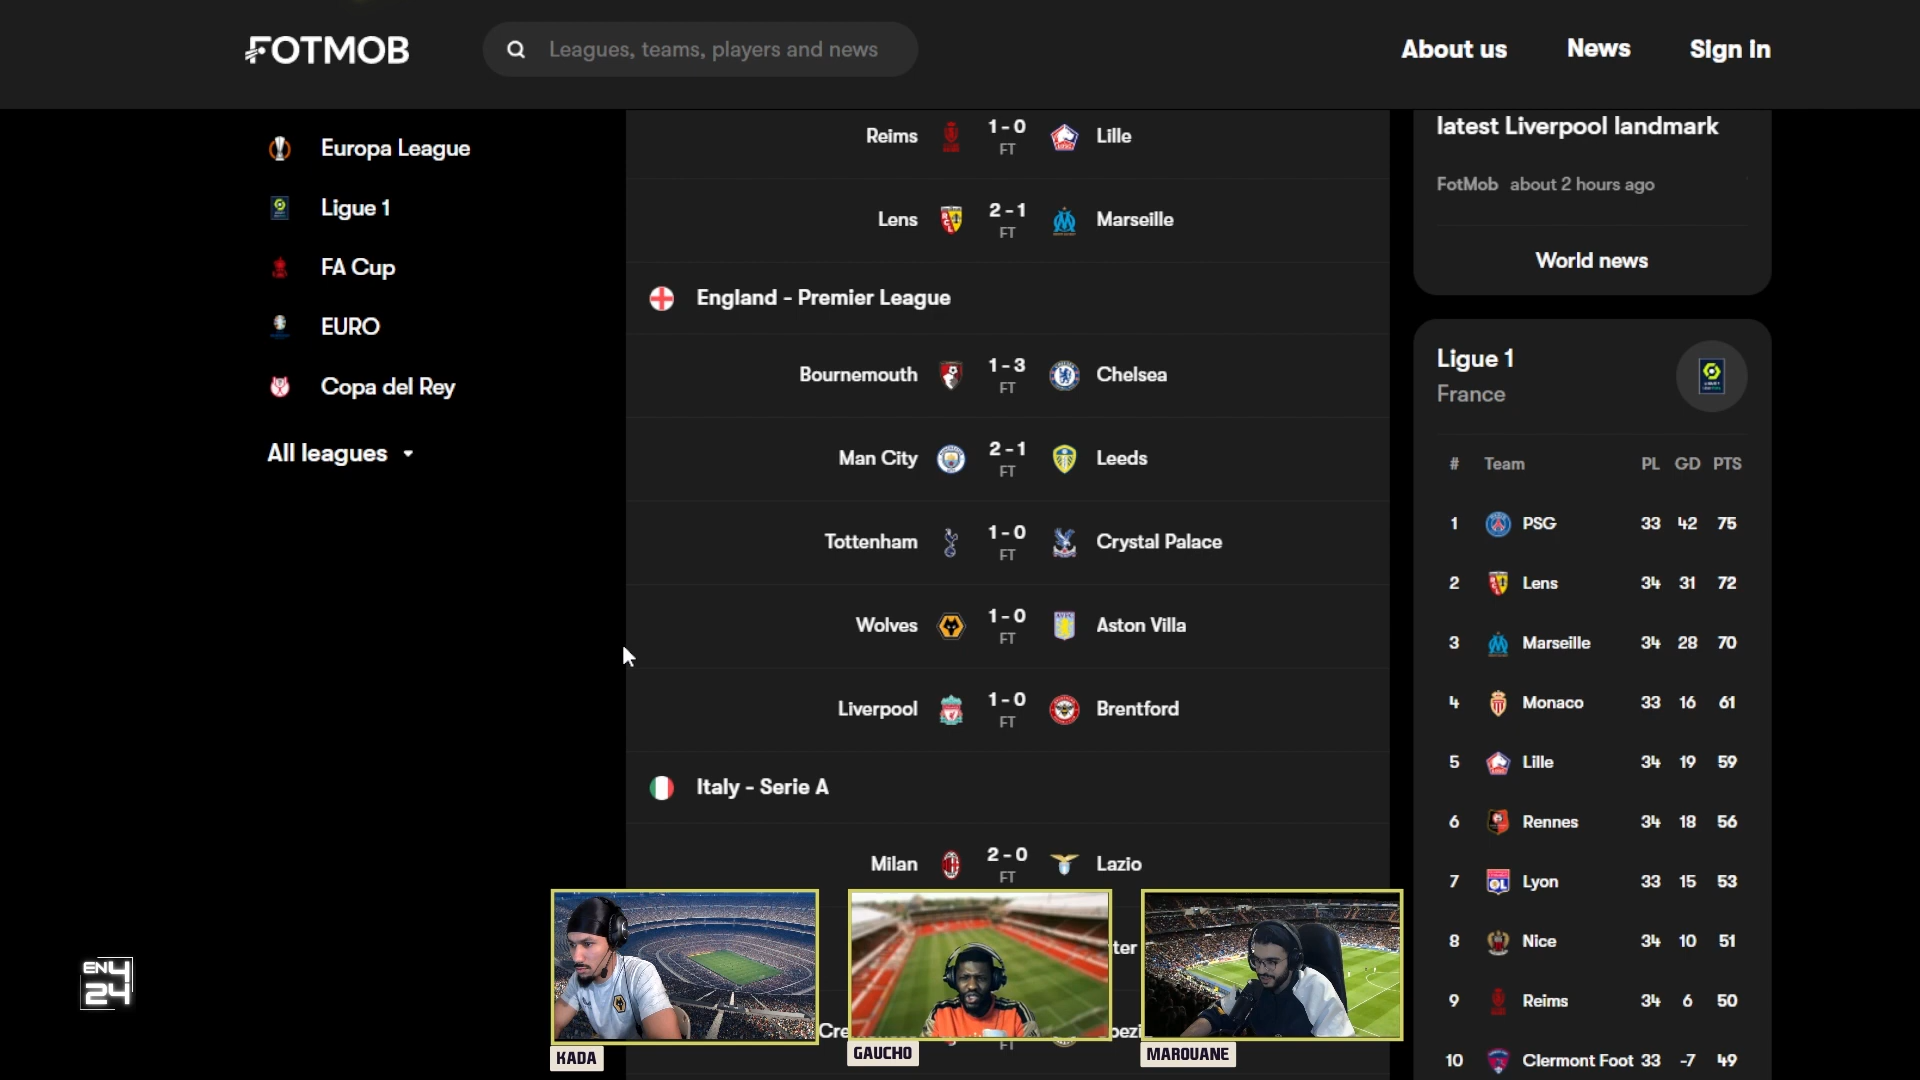 FOTMOB
Leagues, teams, players and news
About us
News
Sign in
Europa League
Ligue 1
FA Cup
EURO
Copa del Rey
All leagues
Reims 1 - 0 Lille
FT
Lens 2 - 1 Marseille
FT
England - Premier League
Bournemouth 1 - 3 Chelsea
FT
Man City 2 - 1 Leeds
FT
Tottenham 1 - 0 Crystal Palace
FT
Wolves 1 - 0 Aston Villa
FT
Liverpool 1 - 0 Brentford
FT
Italy - Serie A
Milan 2 - 0 Lazio
FT
ter
Cre
pezi
FT
latest Liverpool landmark
FotMob about 2 hours ago
World news
Ligue 1
France
# Team PL GD PTS
1 PSG 33 42 75
2 Lens 34 31 72
3 Marseille 34 28 70
4 Monaco 33 16 61
5 Lille 34 19 59
6 Rennes 34 18 56
7 Lyon 33 15 53
8 Nice 34 10 51
9 Reims 34 6 50
10 Clermont Foot 33 -7 49
EN 4
24
KADA
GAUCHO
MAROUANE